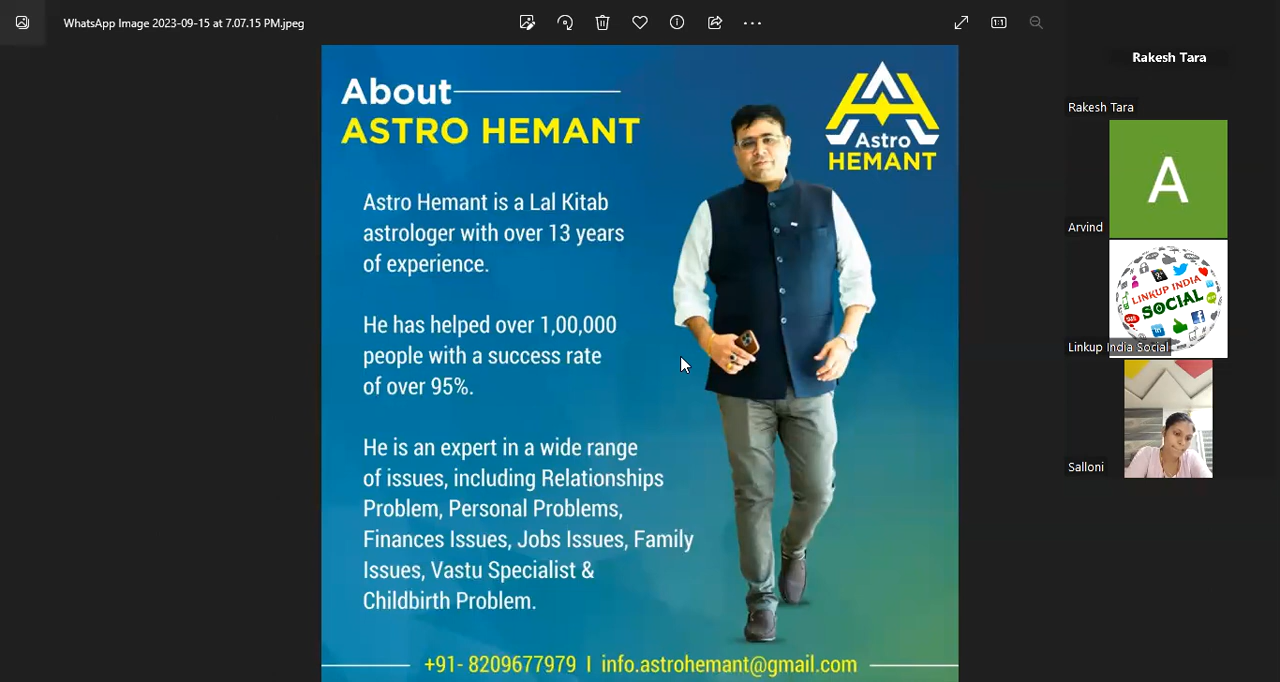 WhatsApp Image 2023-09-15 at 7.07.15 PM.jpeg
1:1
About
ASTRO HEMANT
Astro
HEMANT
Astro Hemant is a Lal Kitab
astrologer with over 13 years
of experience.
He has helped over 1,00,000
people with a success rate
of over 95%.
He is an expert in a wide range
of issues, including Relationships
Problem, Personal Problems,
Finances Issues, Jobs Issues, Family
Issues, Vastu Specialist &
Childbirth Problem.
+91- 8209677979 I info.astrohemant@gmail.com
Rakesh Tara
Rakesh Tara
A
Arvind
LINKUP INDIA
SOCIAL
Linkup India Social
Salloni